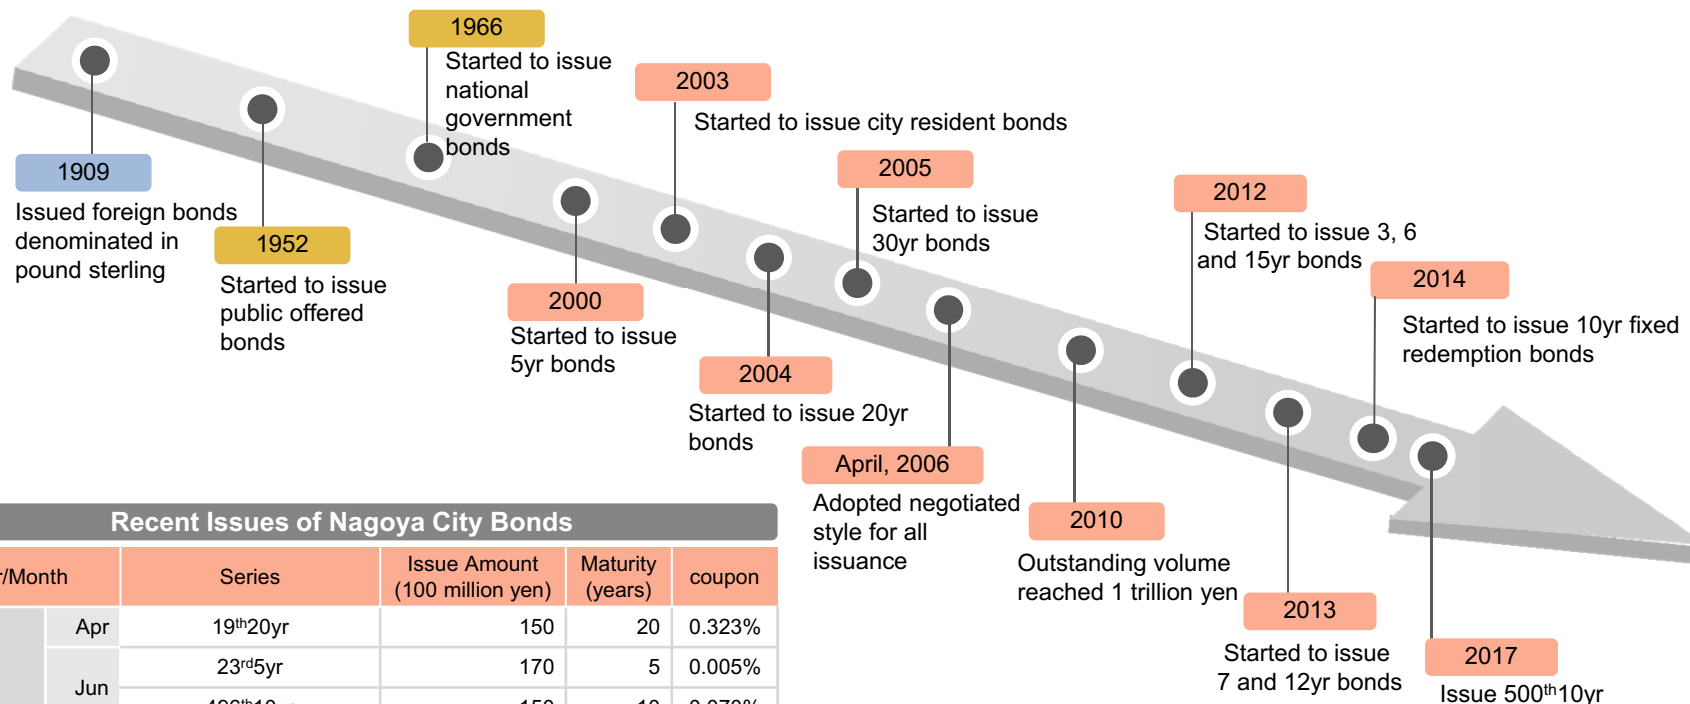 1966
Started to issue
national
government
bonds
2003
Started to issue city resident bonds
1909
Issued foreign bonds
denominated in
pound sterling
1952
Started to issue
public offered
bonds
2005
Started to issue
30yr bonds
2012
Started to issue 3, 6
and 15yr bonds
2000
Started to issue
5yr bonds
2014
Started to issue 10yr fixed
redemption bonds
2004
Started to issue 20yr
bonds
April, 2006
Adopted negotiated
style for all
issuance
2010
Outstanding volume
reached 1 trillion yen
2013
Started to issue
7 and 12yr bonds
2017
Issue 500th10yr
Recent Issues of Nagoya City Bonds
/Month Series Issue Amount (100 million yen) Maturity (years) coupon
Apr 19th20yr 150 20 0.323%
Jun 23rd5yr 170 5 0.005%
150 10